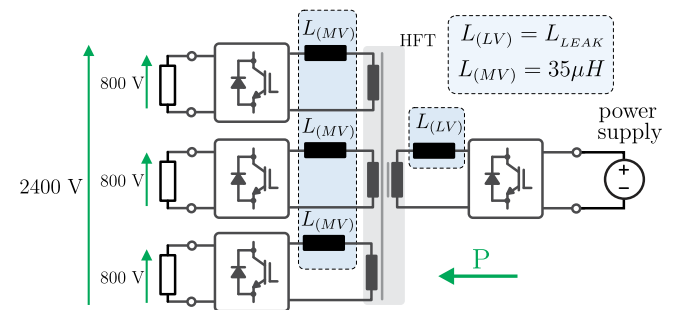 L(MV)
HFT
L(LV) = LLEAK
L(MV) = 35μH
800 V
L(MV)
L(LV)
power
supply
2400 V
800 V
+
−
L(MV)
800 V
P